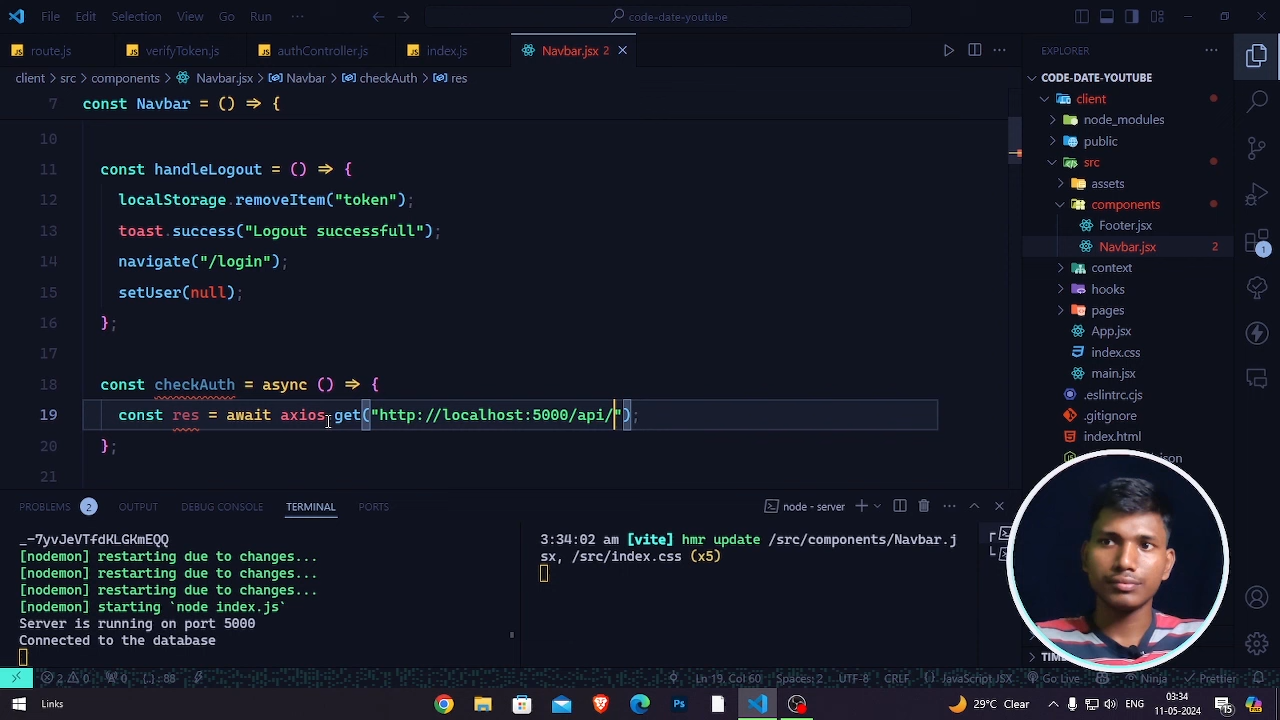 File Edit Selection View Go Run ··· code-date-youtube
route.js verifyToken.js authController.js index.js Navbar.jsx 2
client > src > components > Navbar.jsx > Navbar > checkAuth > res
7 const Navbar = () => {
10
11 const handleLogout = () => {
12 localStorage.removeItem("token");
13 toast.success("Logout successfull");
14 navigate("/login");
15 setUser(null);
16 };
17
18 const checkAuth = async () => {
19 const res = await axios.get("http://localhost:5000/api/");
20 };
21
EXPLORER
CODE-DATE-YOUTUBE
client
node_modules
public
src
assets
components
Footer.jsx
Navbar.jsx 2
context
hooks
pages
App.jsx
index.css
main.jsx
.eslintrc.cjs
.gitignore
index.html
1
PROBLEMS 2 OUTPUT DEBUG CONSOLE TERMINAL PORTS node - server
_-7yvJeVTfdKLGKmEQQ
[nodemon] restarting due to changes...
[nodemon] restarting due to changes...
[nodemon] restarting due to changes...
[nodemon] starting `node index.js`
Server is running on port 5000
Connected to the database
3:34:02 am [vite] hmr update /src/components/Navbar.j
sx, /src/index.css (x5)
2 0 0 {..}: 88 Ln 19, Col 60 Spaces: 2 UTF-8 CRLF {} JavaScript JSX Go Live Ninja Prettier
Links 29°C Clear 03:34
11-05-2024